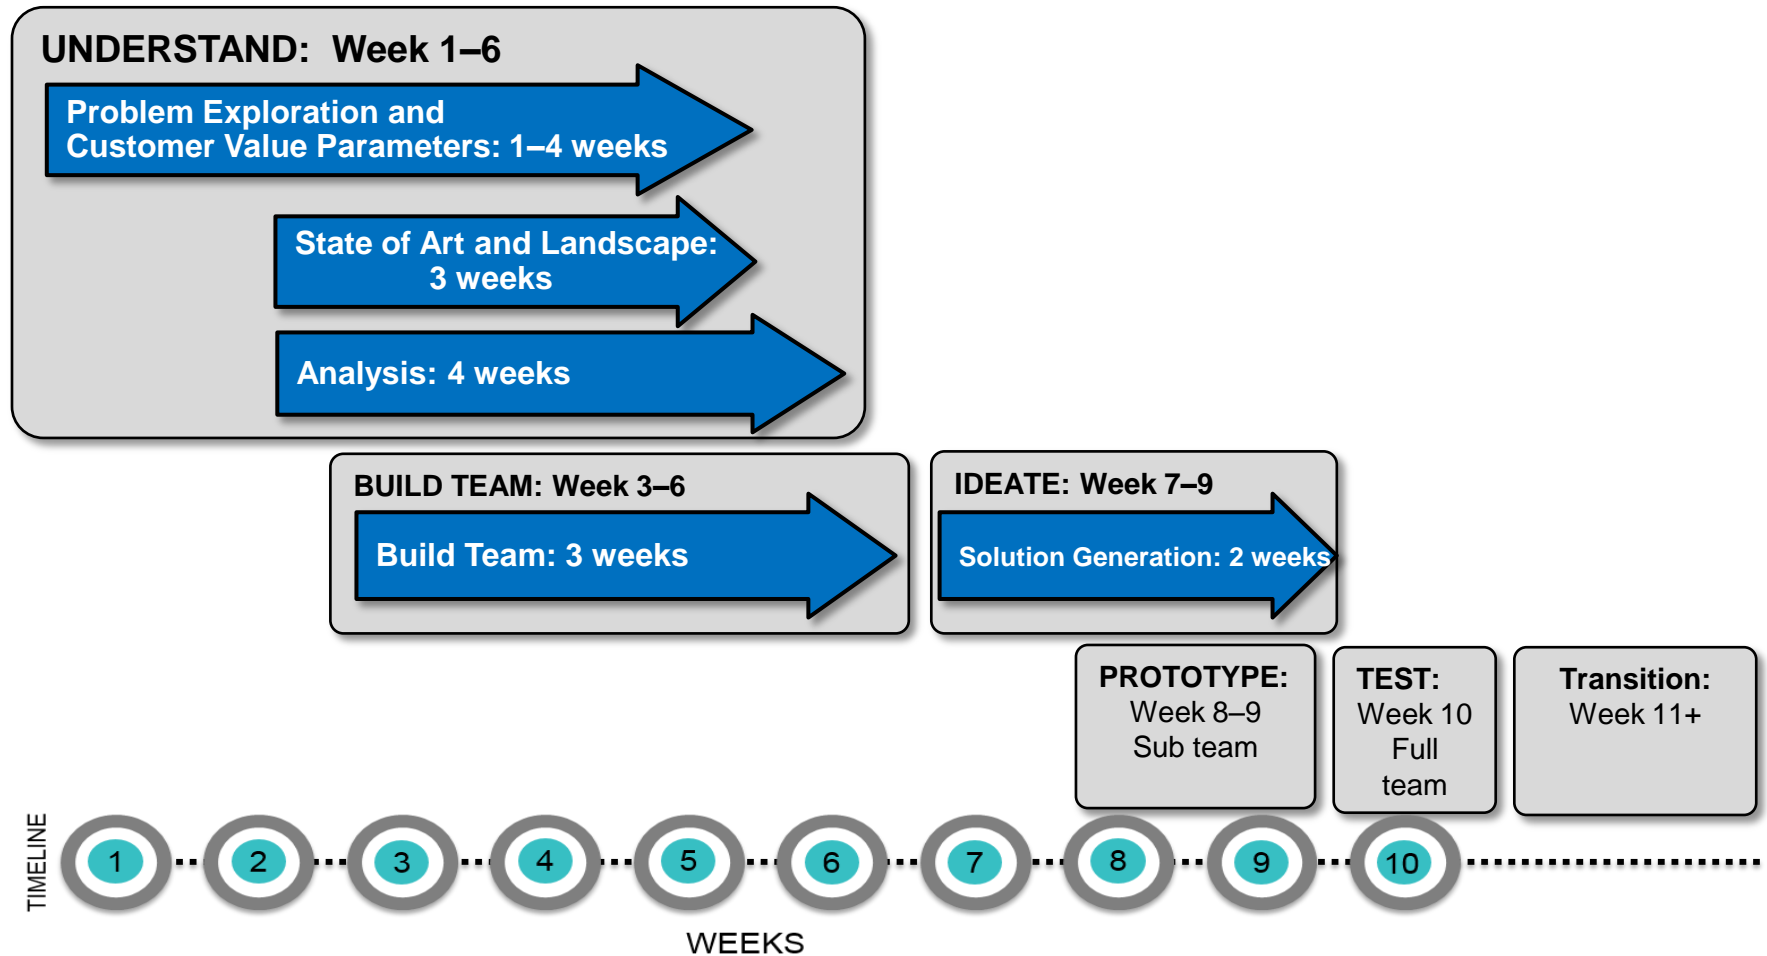 UNDERSTAND: Week 1–6
Problem Exploration and
Customer Value Parameters: 1–4 weeks
State of Art and Landscape:
3 weeks
Analysis: 4 weeks
BUILD TEAM: Week 3–6
Build Team: 3 weeks
IDEATE: Week 7–9
Solution Generation: 2 weeks
PROTOTYPE:
Week 8–9
Sub team
TEST:
Week 10
Full
team
Transition:
Week 11+
TIMELINE
1 2 3 4 5 6 7 8 9 10
WEEKS